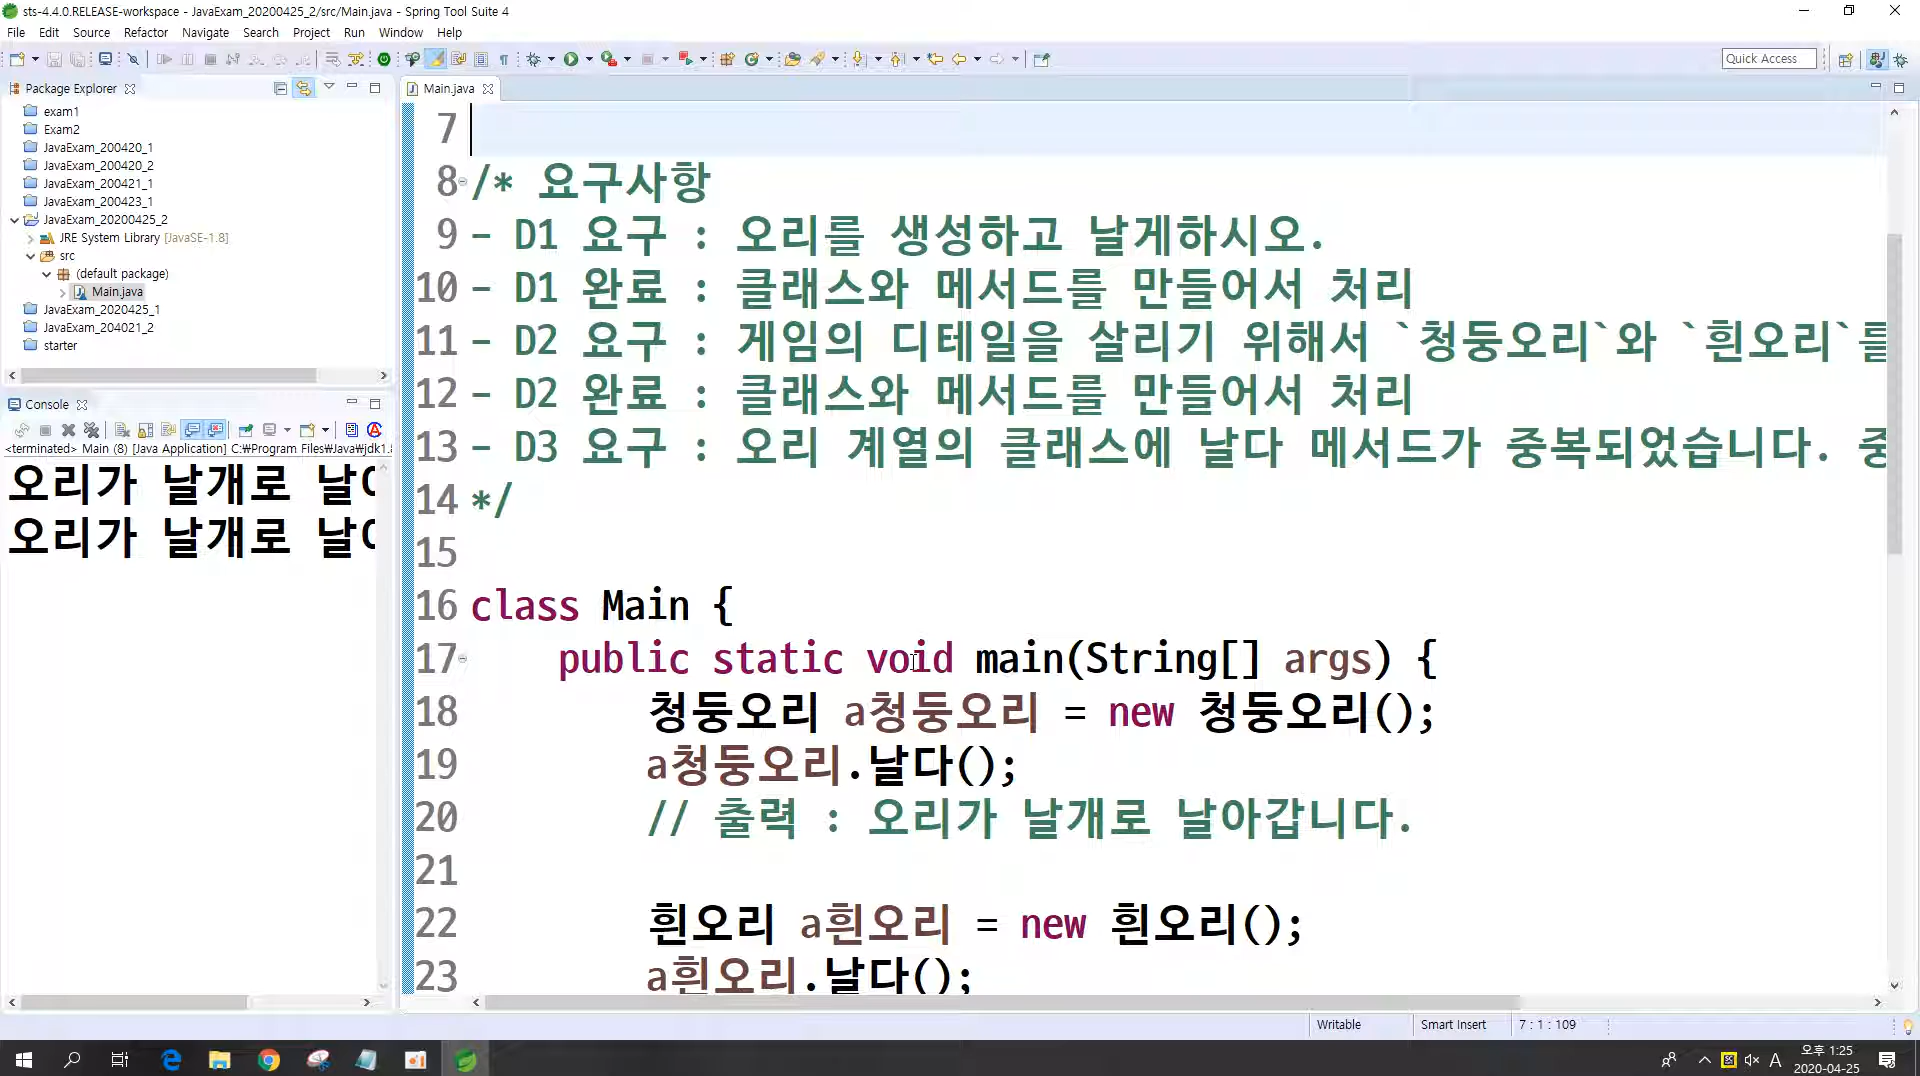 sts-4.4.0.RELEASE-workspace - JavaExam_20200425_2/src/Main.java - Spring Tool Suite 4
File Edit Source Refactor Navigate Search Project Run Window Help
Quick Access
Package Explorer
exam1
Exam2
JavaExam_200420_1
JavaExam_200420_2
JavaExam_200421_1
JavaExam_200423_1
JavaExam_20200425_2
JRE System Library [JavaSE-1.8]
src
(default package)
Main.java
JavaExam_2020425_1
JavaExam_204021_2
starter
Console
<terminated> Main (8) [Java Application] C:₩Program Files₩Java₩jdk1.8
오리가 날개로 날아
오리가 날개로 날아
Main.java
7
8 /* 요구사항
9 - D1 요구 : 오리를 생성하고 날게하시오.
10 - D1 완료 : 클래스와 메서드를 만들어서 처리
11 - D2 요구 : 게임의 디테일을 살리기 위해서 `청둥오리`와 `흰오리`를
12 - D2 완료 : 클래스와 메서드를 만들어서 처리
13 - D3 요구 : 오리 계열의 클래스에 날다 메서드가 중복되었습니다. 중
14 */
15
16 class Main {
17 public static void main(String[] args) {
18 청둥오리 a청둥오리 = new 청둥오리();
19 a청둥오리.날다();
20 // 출력 : 오리가 날개로 날아갑니다.
21
22 흰오리 a흰오리 = new 흰오리();
23 a흰오리.날다();
Writable Smart Insert 7 : 1 : 109
A 오후 1:25
2020-04-25